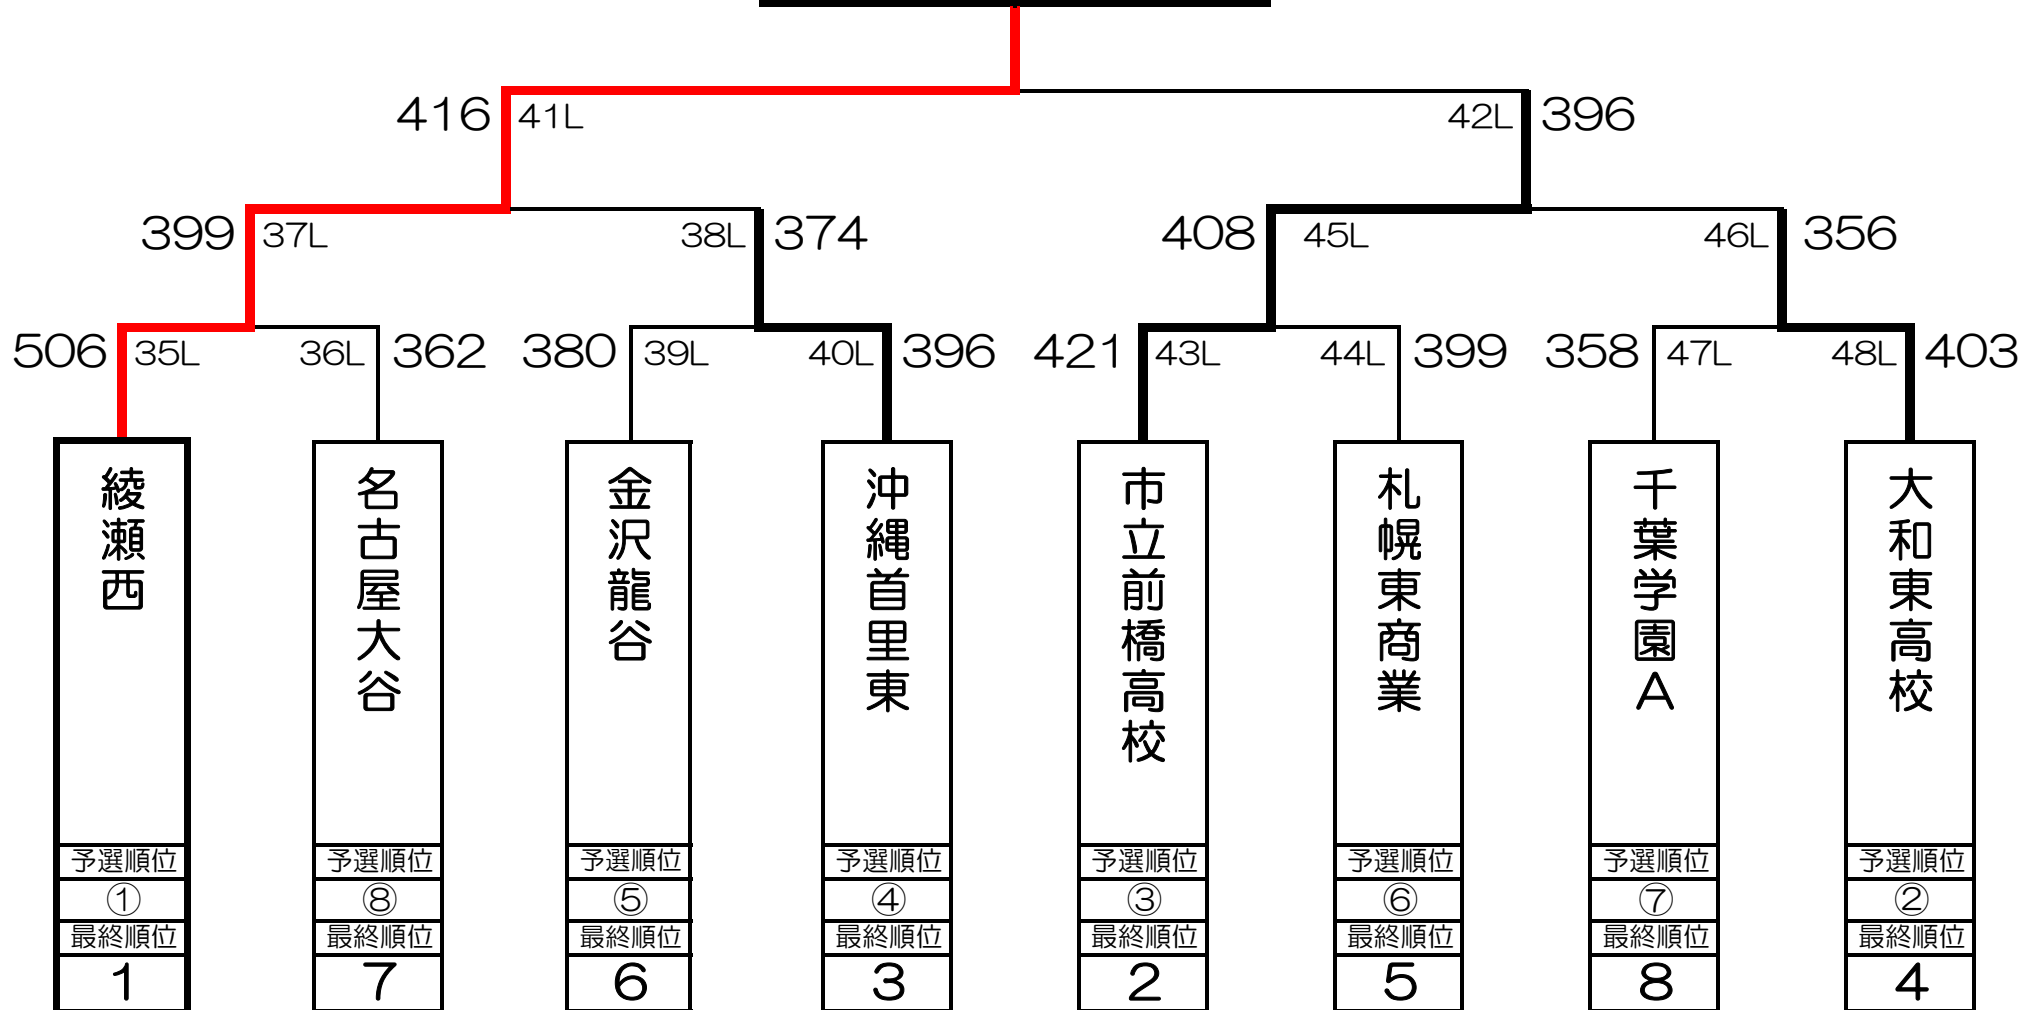 416 41L 42L 396
399 37L 38L 374 408 45L 46L 356
506 35L 36L 362 380 39L 40L 396 421 43L 44L 399 358 47L 48L 403
綾瀬西
名古屋大谷
金沢龍谷
沖縄首里東
市立前橋高校
札幌東商業
千葉学園A
大和東高校
予選順位 予選順位 予選順位 予選順位 予選順位 予選順位 予選順位 予選順位
① ⑧ ⑤ ④ ③ ⑥ ⑦ ②
最終順位 最終順位 最終順位 最終順位 最終順位 最終順位 最終順位 最終順位
1 7 6 3 2 5 8 4